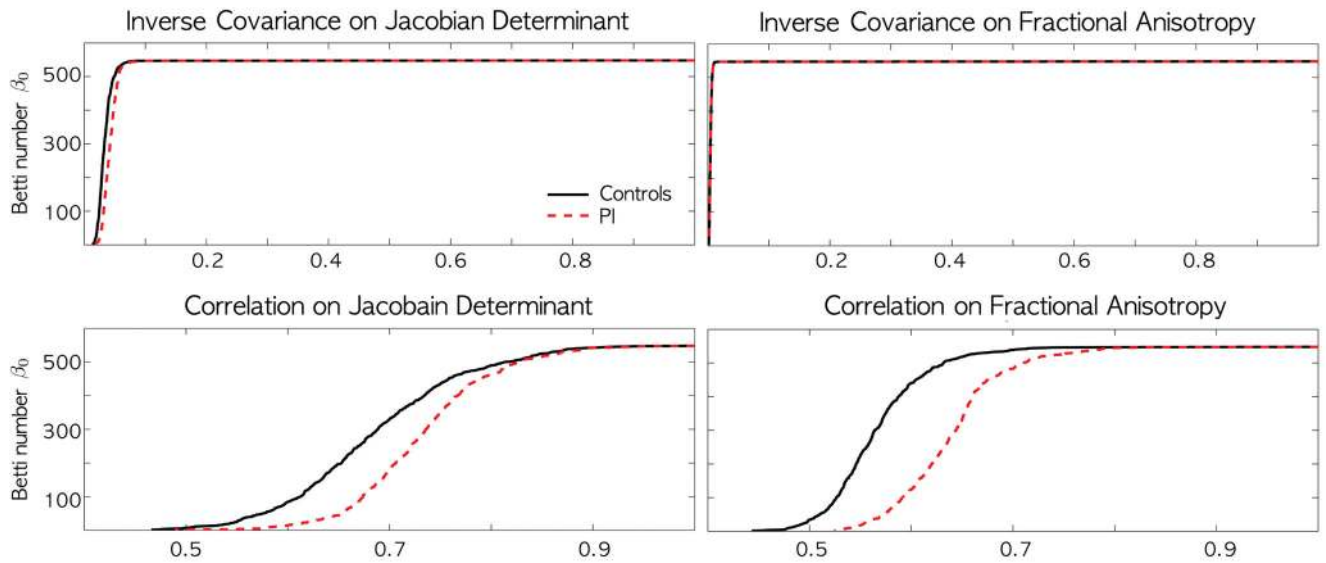 Inverse Covariance on Jacobian Determinant
Inverse Covariance on Fractional Anisotropy
Betti number β₀
500
300
100
Controls
PI
0.2 0.4 0.6 0.8
0.2 0.4 0.6 0.8
Correlation on Jacobain Determinant
Correlation on Fractional Anisotropy
Betti number β₀
500
300
100
0.5 0.7 0.9
0.5 0.7 0.9